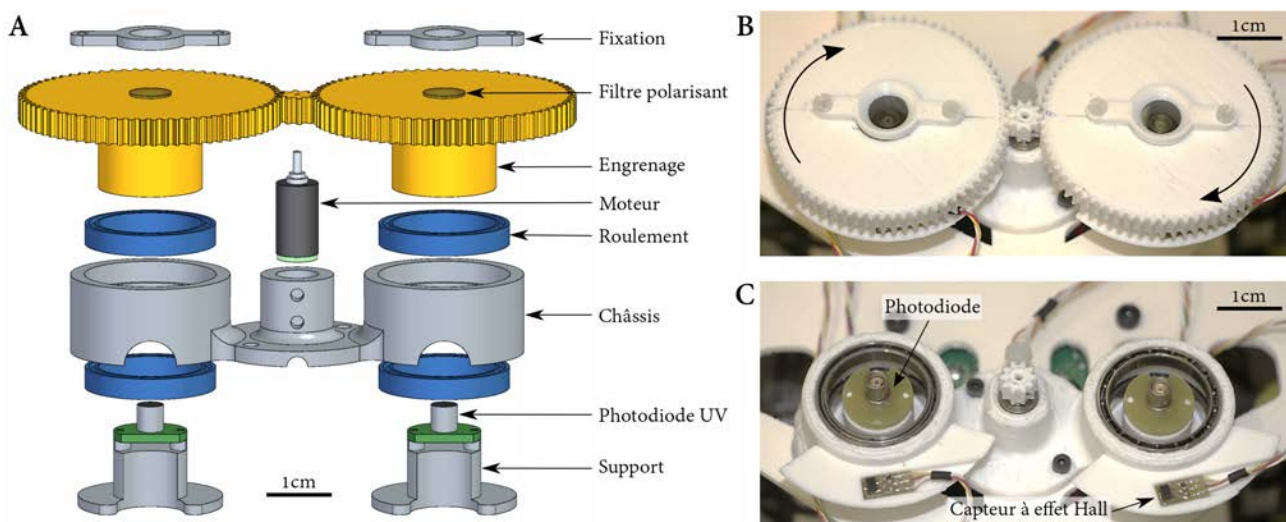 A
Fixation
Filtre polarisant
Engrenage
Moteur
Roulement
Châssis
Photodiode UV
Support
1cm
B
1cm
C
Photodiode
1cm
Capteur à effet Hall